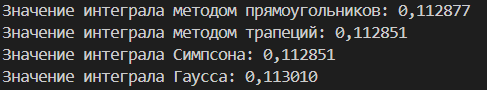 Значение интеграла методом прямоугольников: 0,112877
Значение интеграла методом трапеций: 0,112851
Значение интеграла Симпсона: 0,112851
Значение интеграла Гаусса: 0,113010